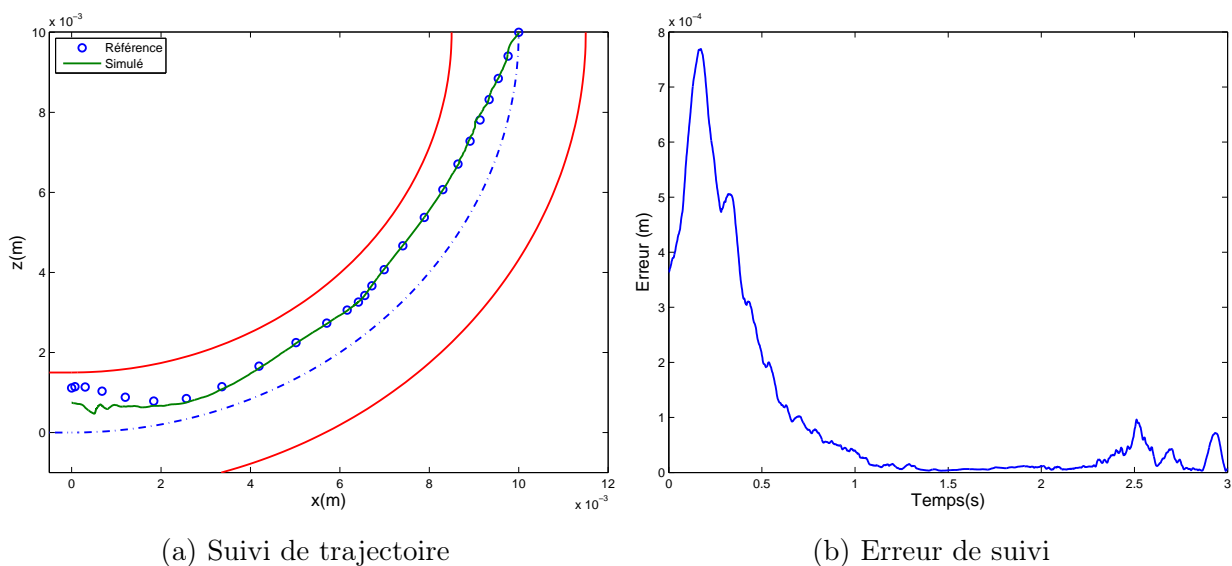 x 10⁻³
10
8
6
4
2
0
z(m)
Référence
Simulé
0
2
4
6
8
10
12
x(m)
x 10⁻³
(a) Suivi de trajectoire
x 10⁻⁴
8
7
6
5
4
3
2
1
0
Erreur (m)
0
0.5
1
1.5
2
2.5
3
Temps(s)
(b) Erreur de suivi